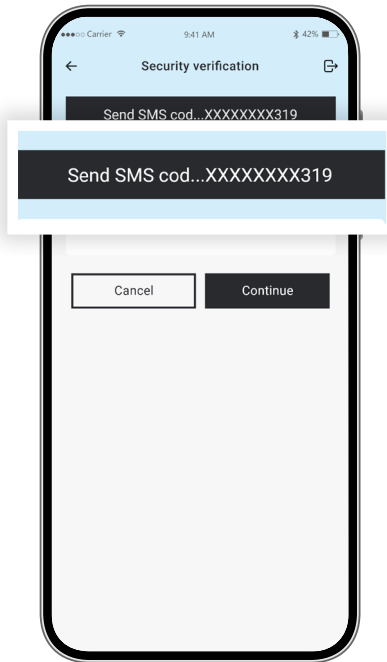 Carrier 9:41 AM 42%
Security verification
Send SMS cod...XXXXXXXX319
Send SMS cod...XXXXXXXX319
Cancel Continue